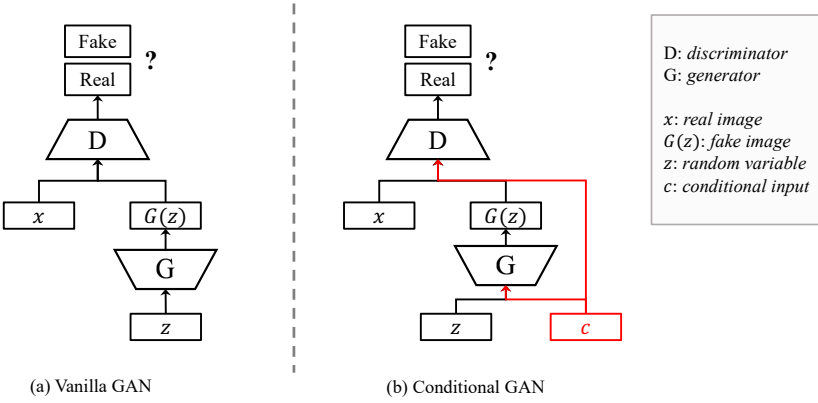 Fake
Real
?
D
x
G(z)
G
z
(a) Vanilla GAN
Fake
Real
?
D
x
G(z)
G
z
c
(b) Conditional GAN
D: discriminator
G: generator
x: real image
G(z): fake image
z: random variable
c: conditional input